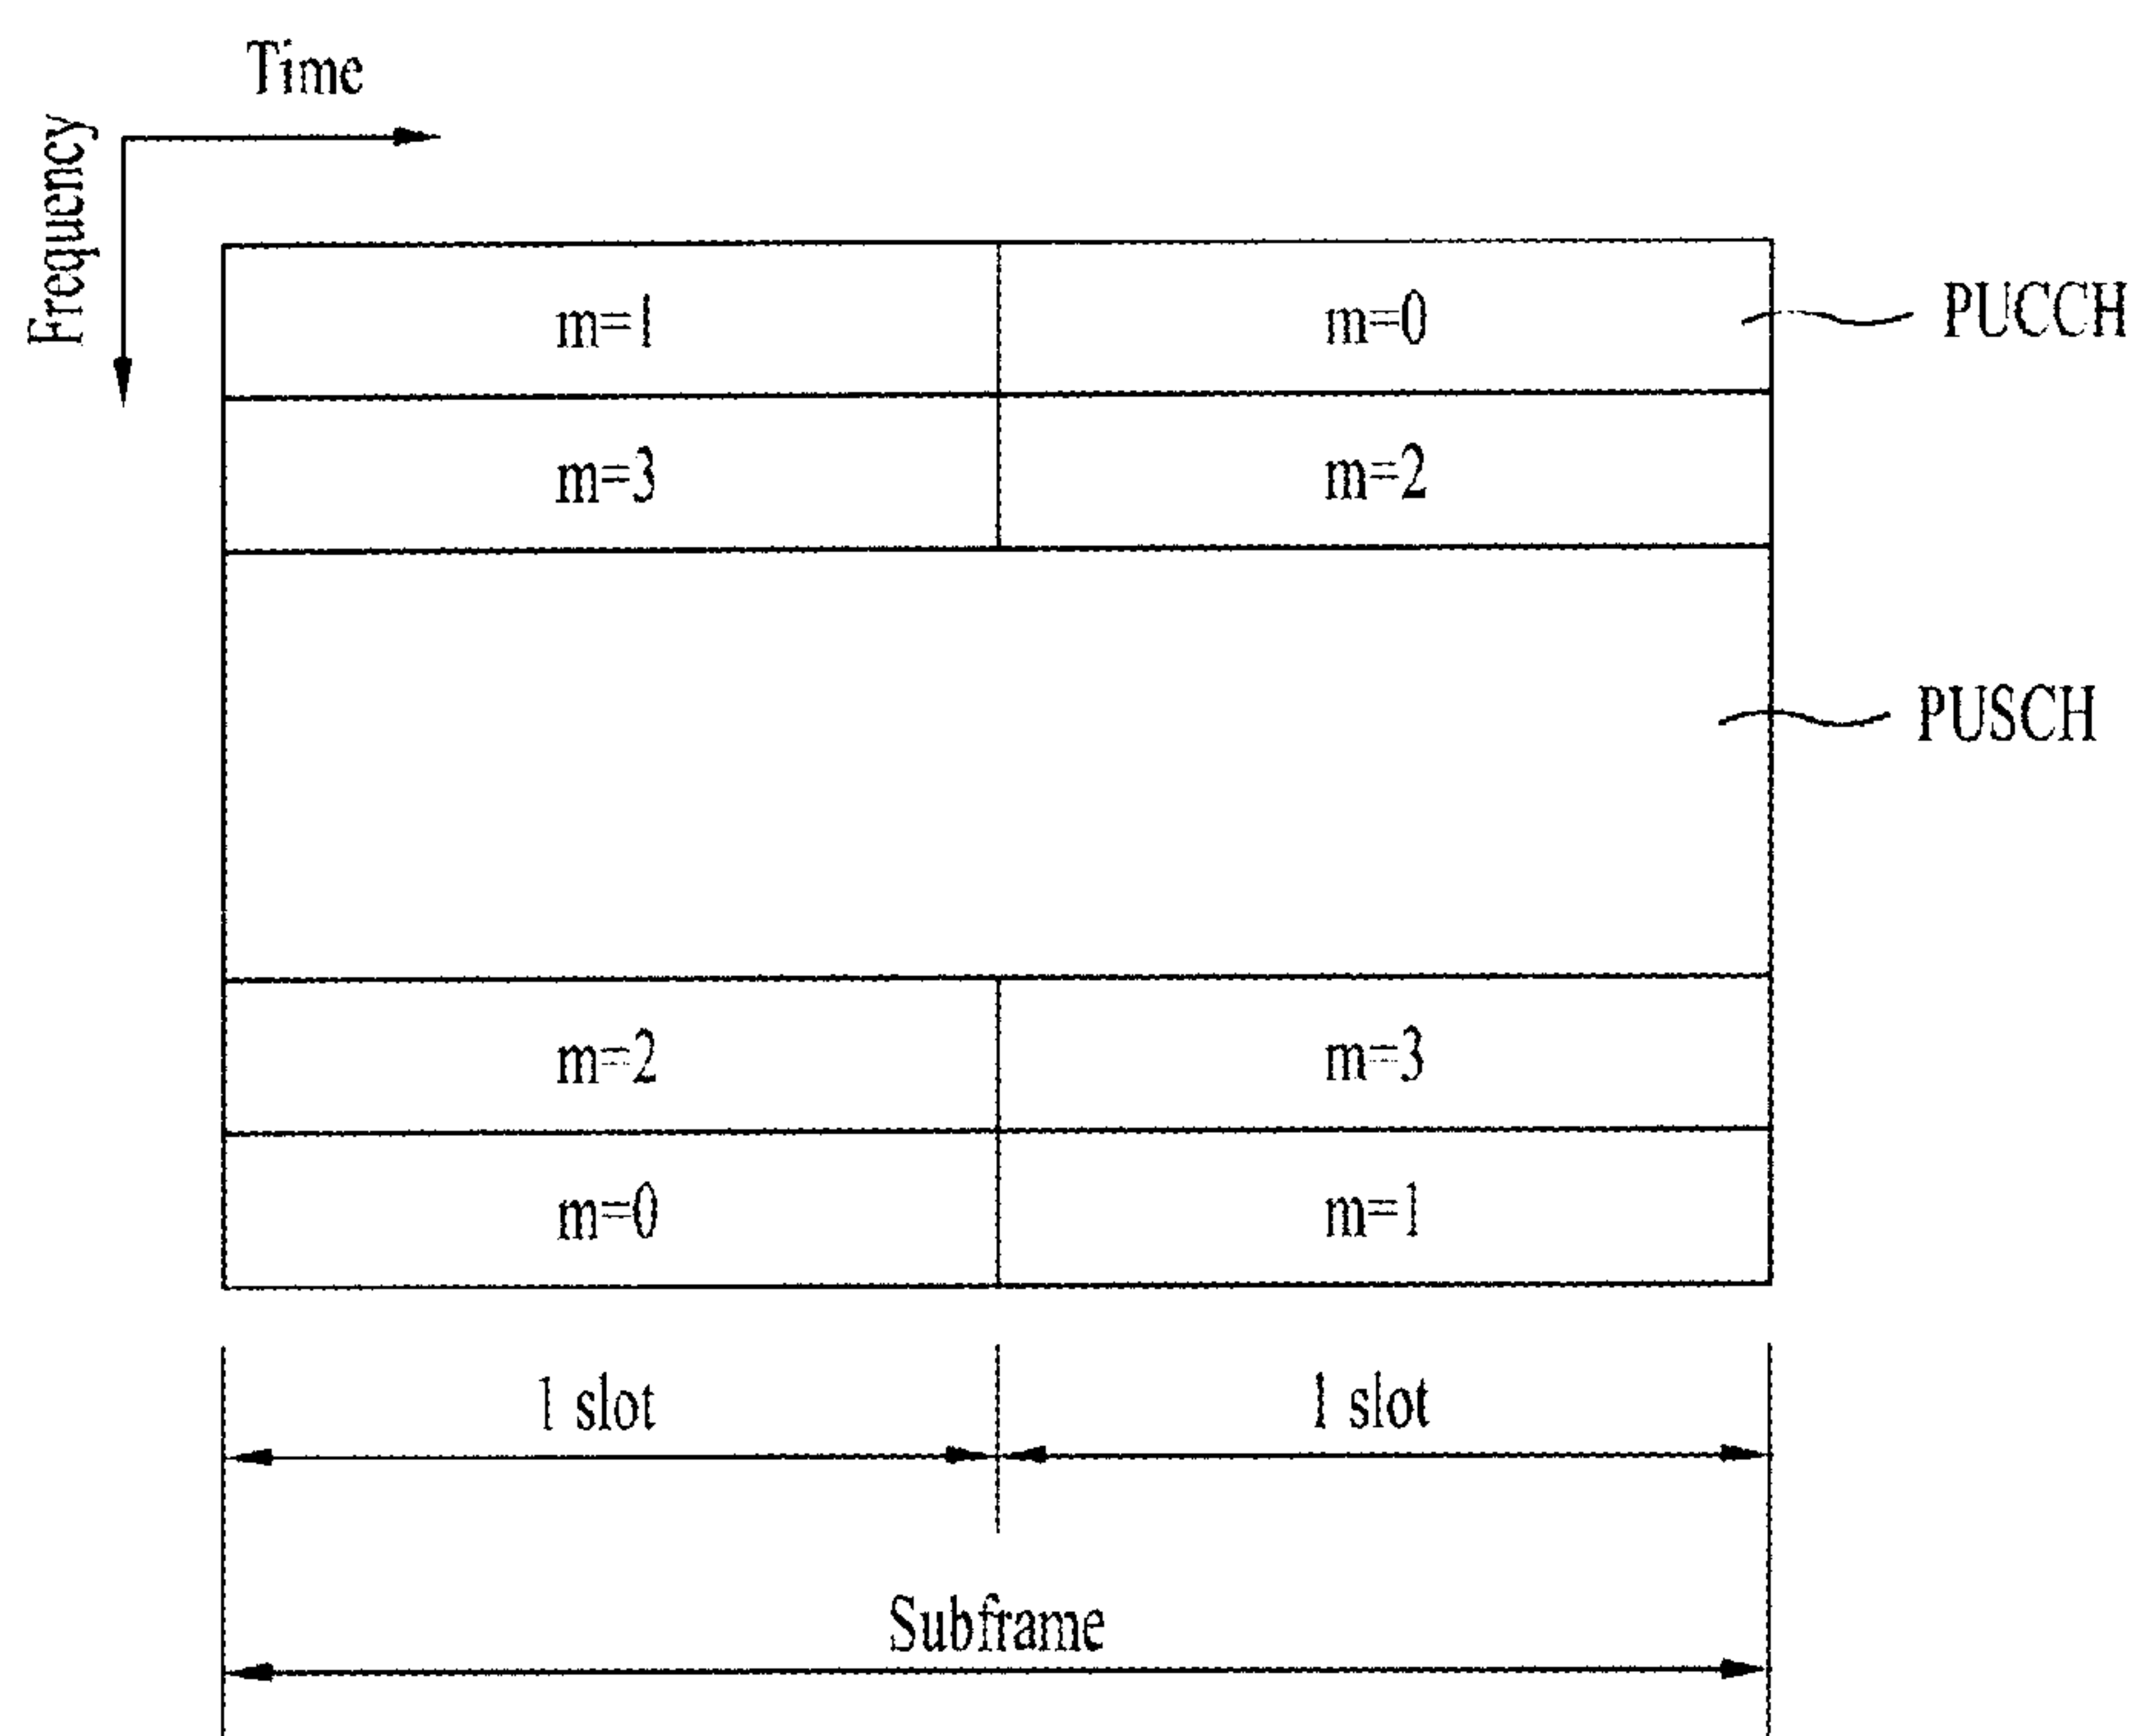 Time
Frequency
m=1
m=0
PUCCH
m=3
m=2
PUSCH
m=2
m=3
m=0
m=1
1 slot
1 slot
Subframe